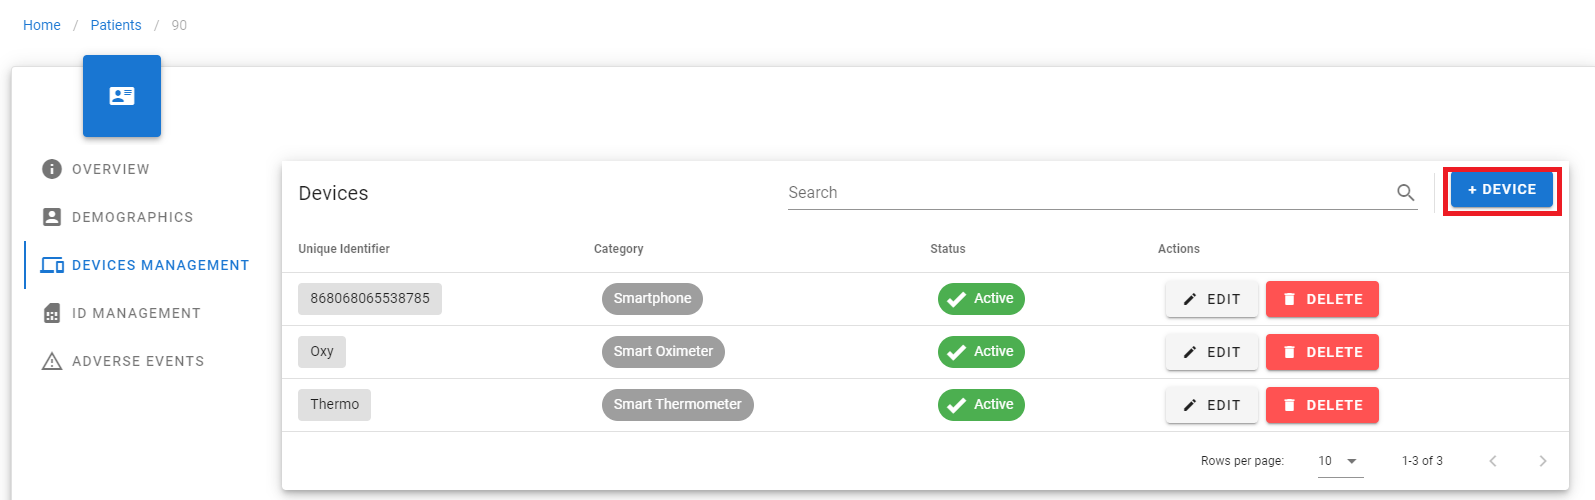 Home / Patients / 90
OVERVIEW
DEMOGRAPHICS
DEVICES MANAGEMENT
ID MANAGEMENT
ADVERSE EVENTS
Devices Search + DEVICE
Unique Identifier Category Status Actions
868068065538785 Smartphone Active EDIT DELETE
Oxy Smart Oximeter Active EDIT DELETE
Thermo Smart Thermometer Active EDIT DELETE
Rows per page: 10 1-3 of 3